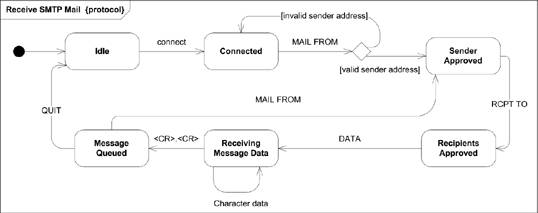 Receive SMTP Mail {protocol}
[invalid sender address]
Idle
connect
Connected
MAIL FROM
Sender
Approved
[valid sender address]
QUIT
MAIL FROM
RCPT TO
Message
Queued
<CR>,<CR>
Receiving
Message Data
DATA
Recipients
Approved
Character data